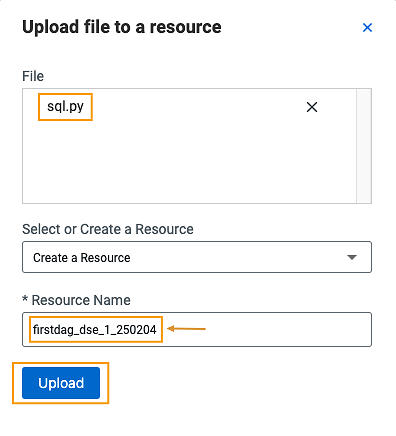 Upload file to a resource
File
sql.py
Select or Create a Resource
Create a Resource
* Resource Name
firstdag_dse_1_250204
Upload